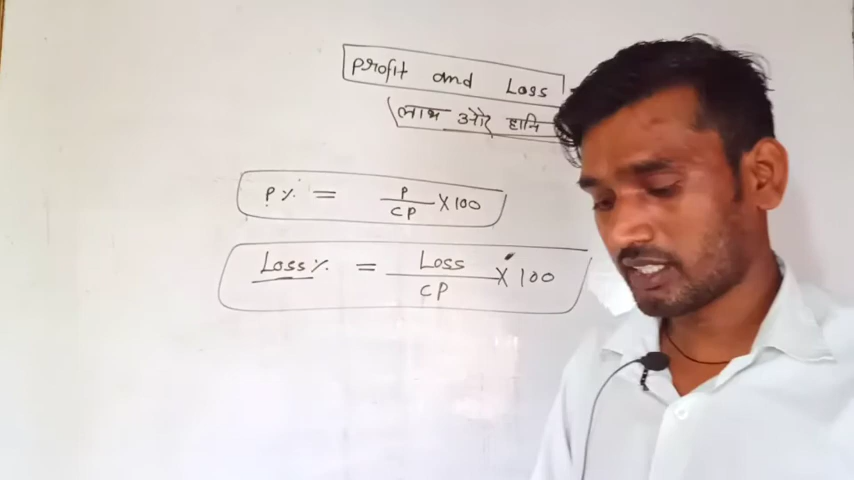 Profit and Loss
लाभ और हानि
P% = P/CP × 100
Loss% = Loss/CP × 100